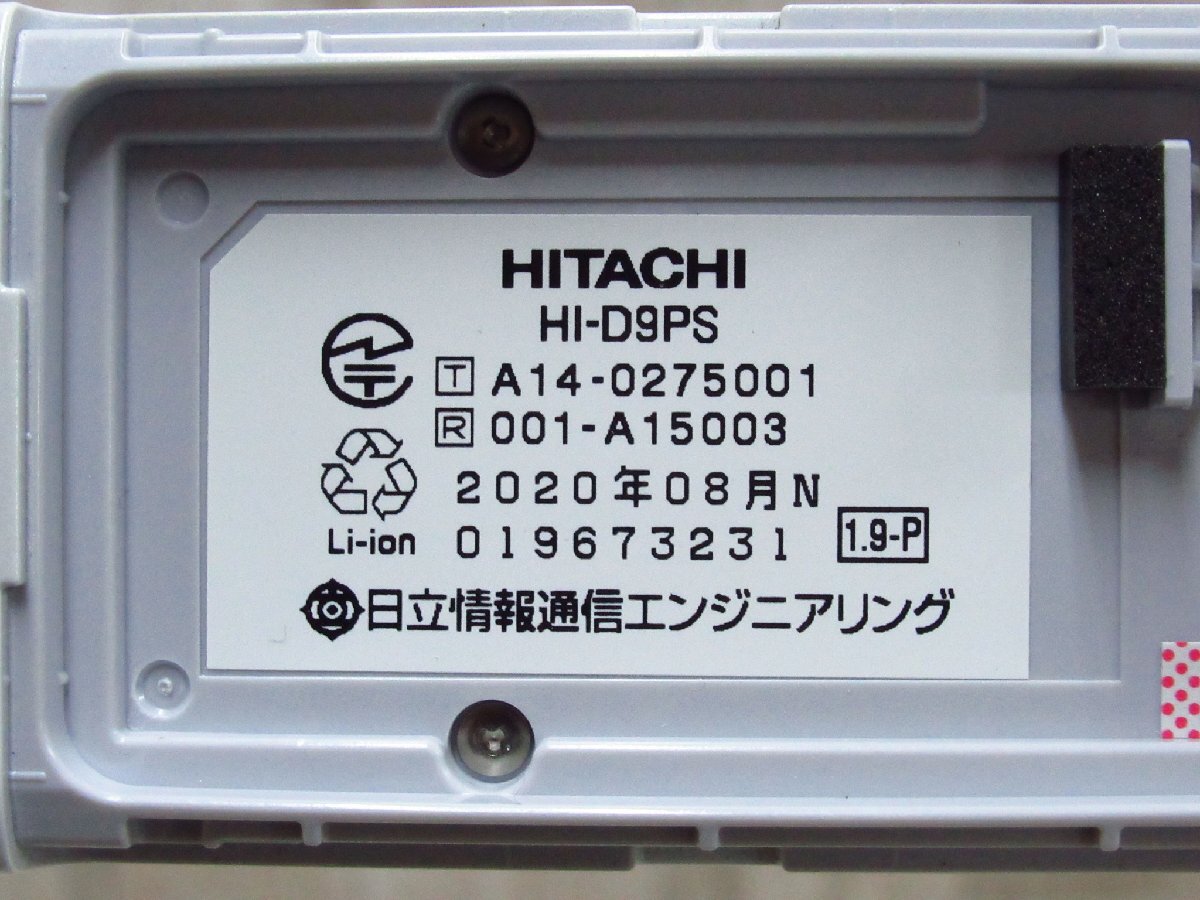 HITACHI
HI-D9PS
T A14-0275001
R 001-A15003
2020年08月N
Li-ion 019673231 1.9-P
日立情報通信エンジニアリング